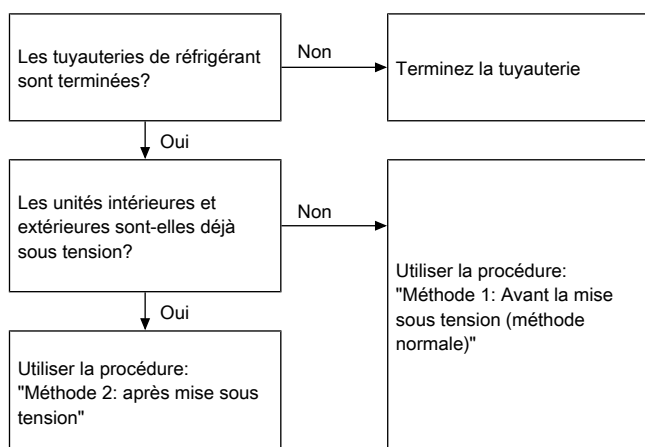 Les tuyauteries de réfrigérant
sont terminées?
Non
Terminez la tuyauterie
Oui
Les unités intérieures et
extérieures sont-elles déjà
sous tension?
Non
Utiliser la procédure:
"Méthode 1: Avant la mise
sous tension (méthode
normale)"
Oui
Utiliser la procédure:
"Méthode 2: après mise sous
tension"